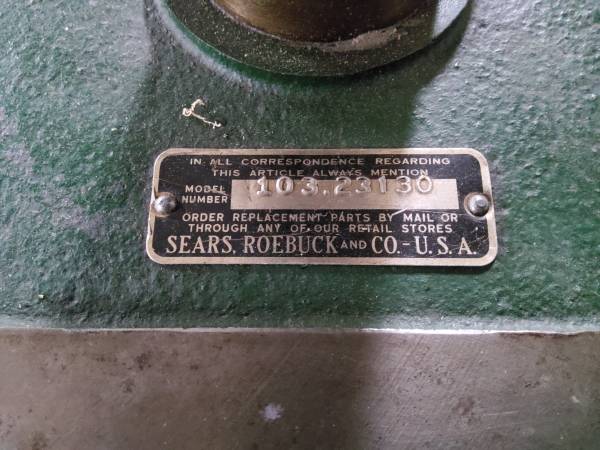 IN ALL CORRESPONDENCE REGARDING
THIS ARTICLE ALWAYS MENTION
MODEL NUMBER 103.23130
ORDER REPLACEMENT PARTS BY MAIL OR
THROUGH ANY OF OUR RETAIL STORES
SEARS, ROEBUCK AND CO.-U.S.A.